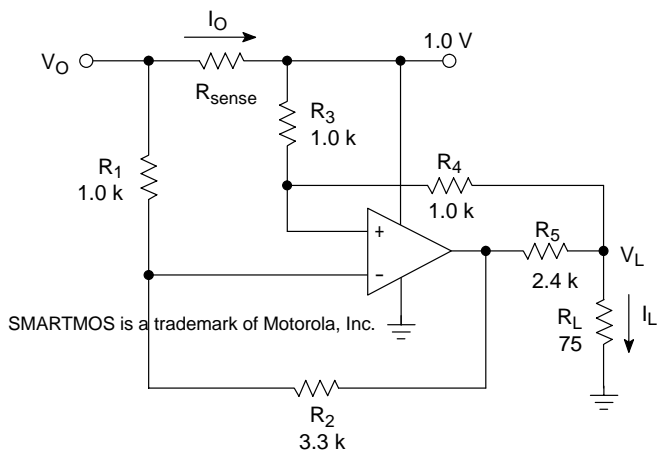 I_O
V_O
R_sense
1.0 V
R_3
1.0 k
R_1
1.0 k
R_4
1.0 k
+
−
R_5
2.4 k
V_L
SMARTMOS is a trademark of Motorola, Inc.
R_L
75
I_L
R_2
3.3 k